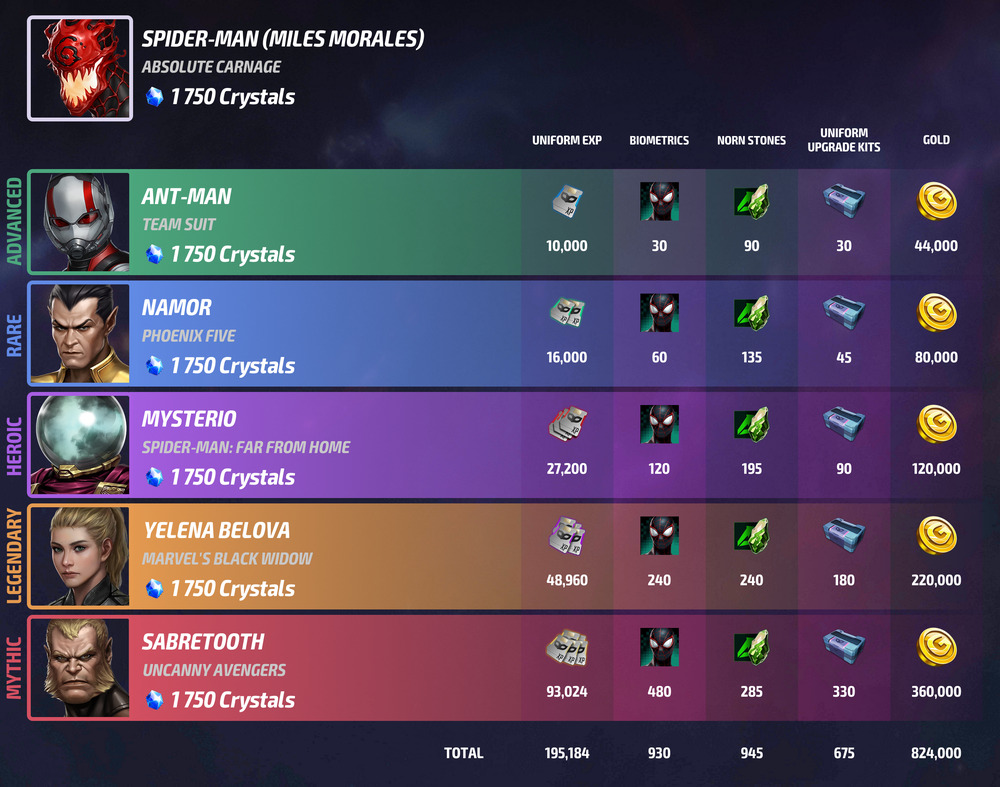 SPIDER-MAN (MILES MORALES)
ABSOLUTE CARNAGE
1 750 Crystals
UNIFORM EXP BIOMETRICS NORN STONES UNIFORM UPGRADE KITS GOLD
ADVANCED
ANT-MAN
TEAM SUIT
1 750 Crystals
10,000 30 90 30 44,000
RARE
NAMOR
PHOENIX FIVE
1 750 Crystals
16,000 60 135 45 80,000
HEROIC
MYSTERIO
SPIDER-MAN: FAR FROM HOME
1 750 Crystals
27,200 120 195 90 120,000
LEGENDARY
YELENA BELOVA
MARVEL'S BLACK WIDOW
1 750 Crystals
48,960 240 240 180 220,000
MYTHIC
SABRETOOTH
UNCANNY AVENGERS
1 750 Crystals
93,024 480 285 330 360,000
TOTAL 195,184 930 945 675 824,000